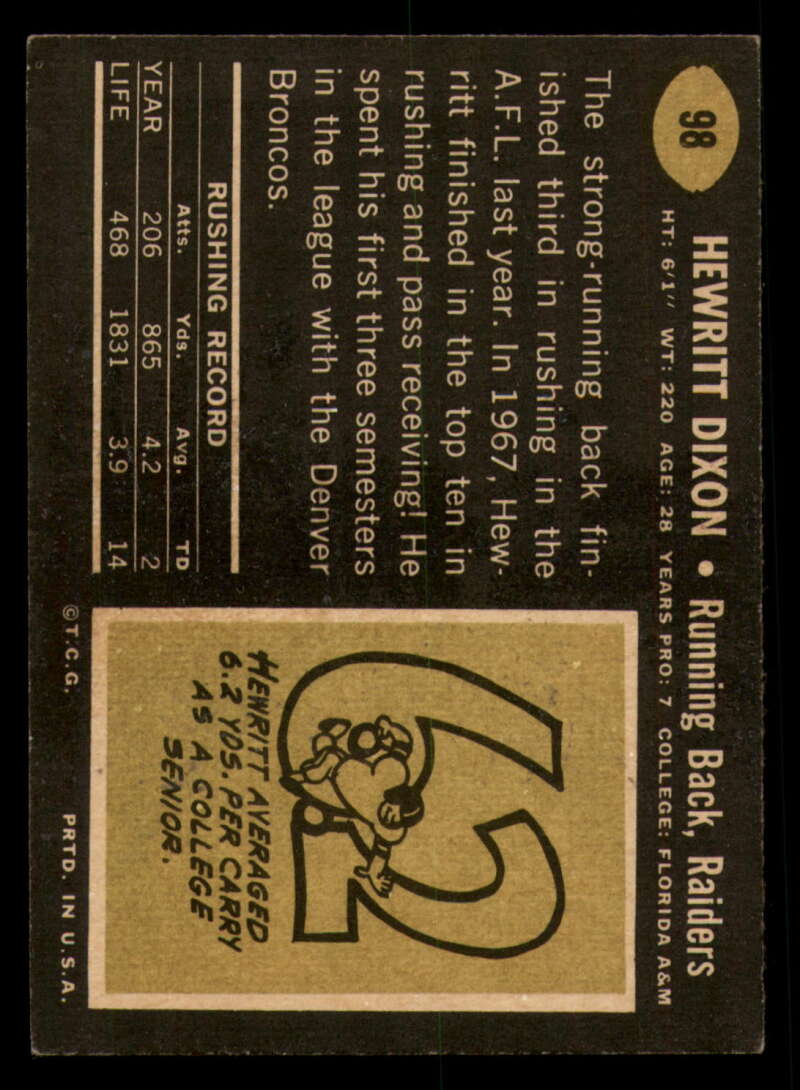 98
HEWRITT DIXON • Running Back, Raiders
HT: 6/1" WT: 220 AGE: 28 YEARS PRO: 7 COLLEGE: FLORIDA A&M
The strong-running back fin-
ished third in rushing in the
A.F.L. last year. In 1967, Hew-
ritt finished in the top ten in
rushing and pass receiving! He
spent his first three semesters
in the league with the Denver
Broncos.
RUSHING RECORD
Atts. Yds. Avg. TD
YEAR 206 865 4.2 2
LIFE 468 1831 3.9 14
6.2
HEWRITT AVERAGED
6.2 YDS. PER CARRY
AS A COLLEGE
SENIOR.
©T.C.G. PRTD. IN U.S.A.